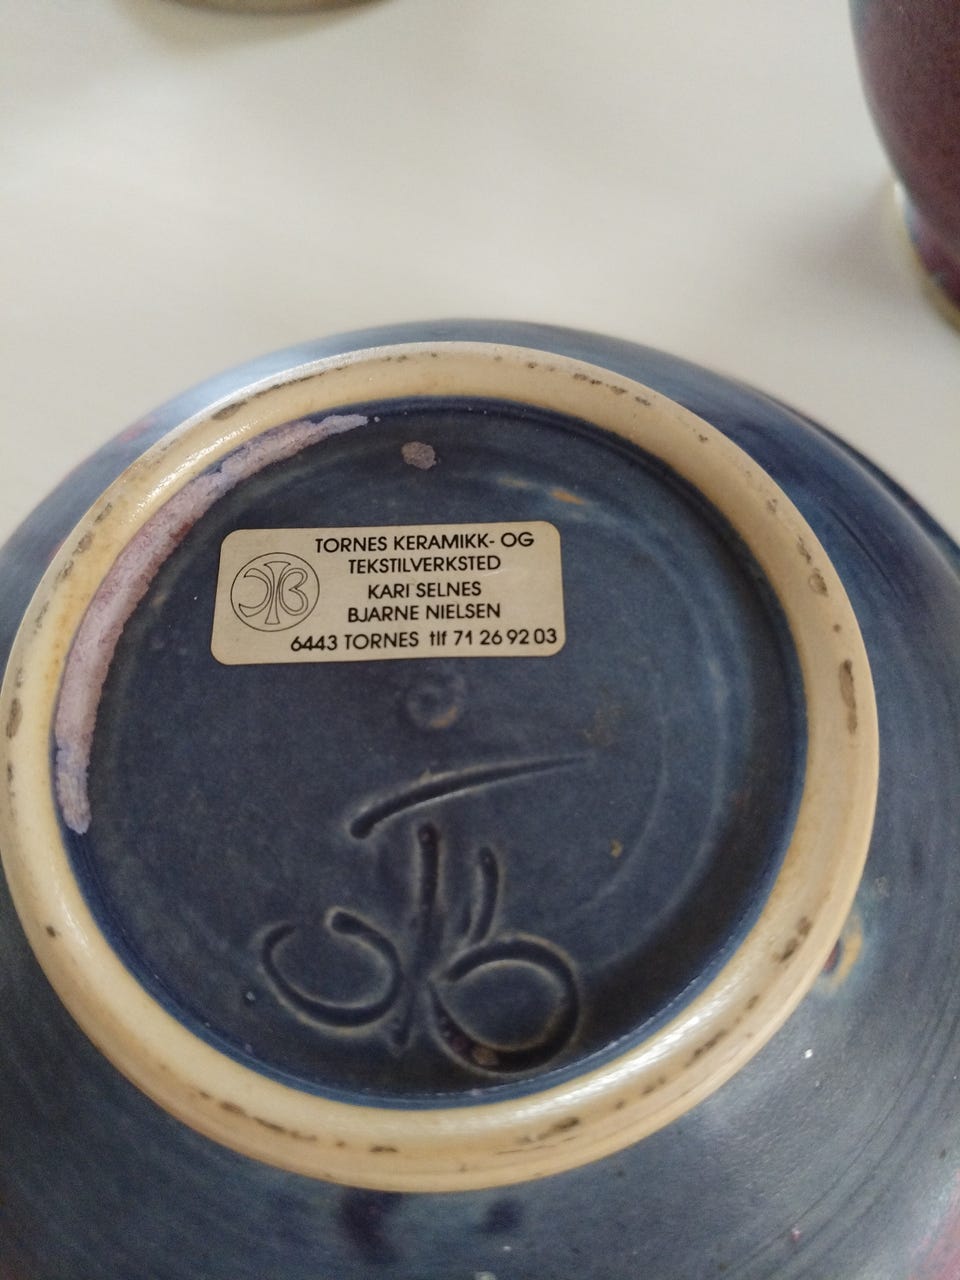 TORNES KERAMIKK- OG
TEKSTILVERKSTED
KARI SELNES
BJARNE NIELSEN
6443 TORNES tlf 71 26 92 03